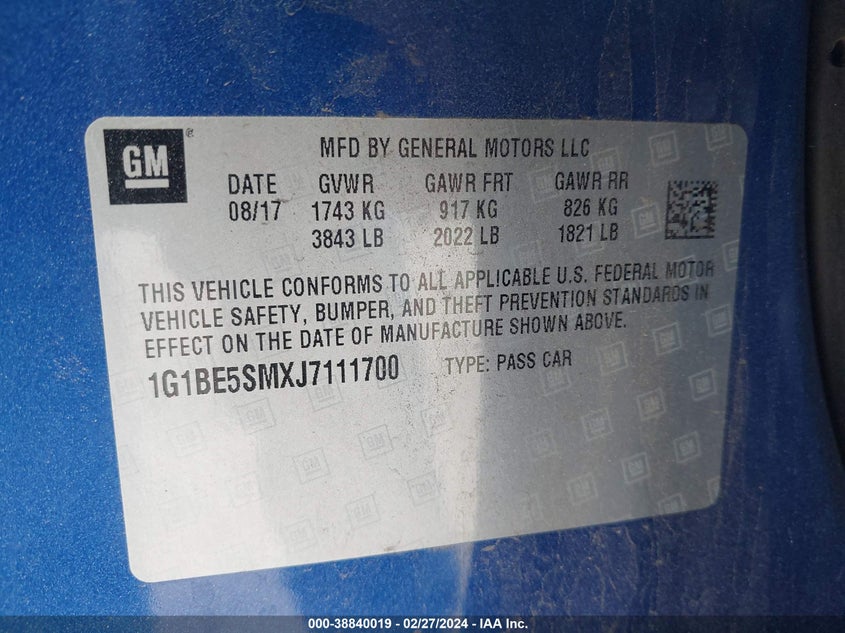 GM® MFD BY GENERAL MOTORS LLC
DATE GVWR GAWR FRT GAWR RR
08/17 1743 KG 917 KG 826 KG
3843 LB 2022 LB 1821 LB
THIS VEHICLE CONFORMS TO ALL APPLICABLE U.S. FEDERAL MOTOR
VEHICLE SAFETY, BUMPER, AND THEFT PREVENTION STANDARDS IN
EFFECT ON THE DATE OF MANUFACTURE SHOWN ABOVE.
1G1BE5SMXJ7111700 TYPE: PASS CAR
000-38840019 - 02/27/2024 - IAA Inc.